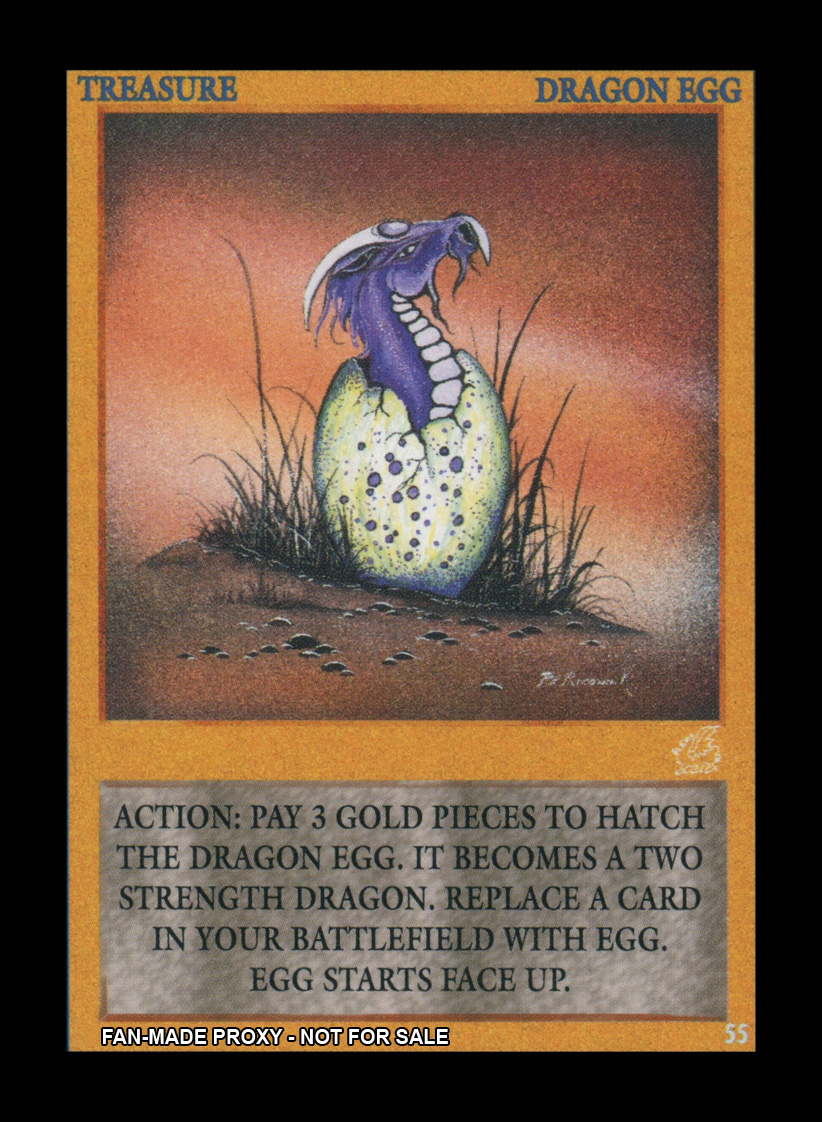 TREASURE
DRAGON EGG
ACTION: PAY 3 GOLD PIECES TO HATCH
THE DRAGON EGG. IT BECOMES A TWO
STRENGTH DRAGON. REPLACE A CARD
IN YOUR BATTLEFIELD WITH EGG.
EGG STARTS FACE UP.
FAN-MADE PROXY - NOT FOR SALE
55